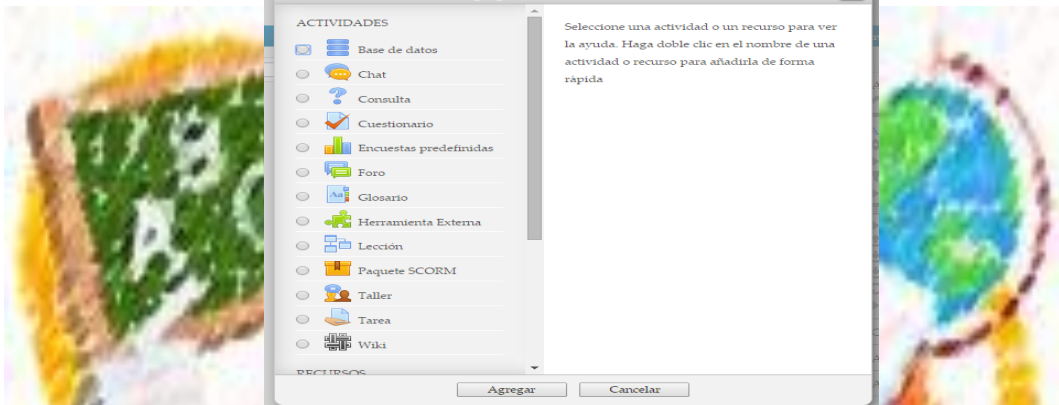 ACTIVIDADES
Base de datos
Chat
Consulta
Cuestionario
Encuestas predefinidas
Foro
Glosario
Herramienta Externa
Lección
Paquete SCORM
Taller
Tarea
Wiki
RECURSOS
Seleccione una actividad o un recurso para ver
la ayuda. Haga doble clic en el nombre de una
actividad o recurso para añadirla de forma
rápida
Agregar
Cancelar